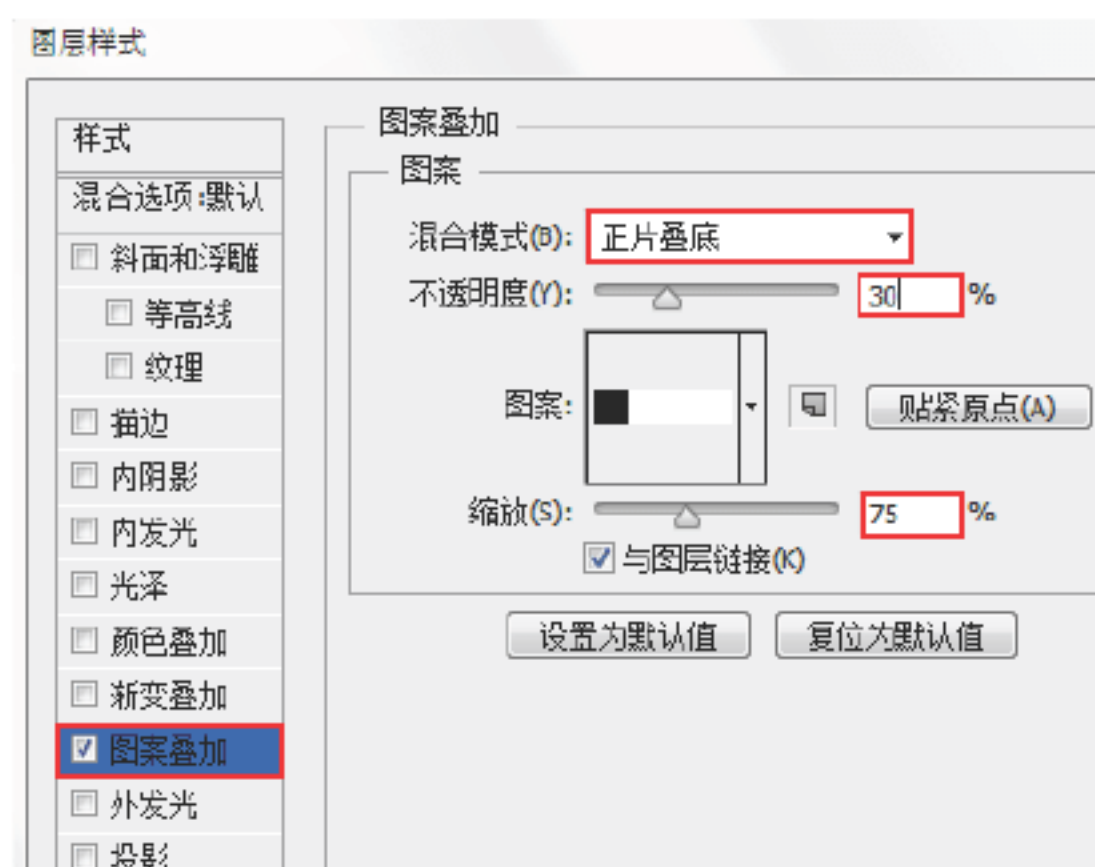 图层样式
样式
混合选项:默认
斜面和浮雕
等高线
纹理
描边
内阴影
内发光
光泽
颜色叠加
渐变叠加
图案叠加
外发光
投影
图案叠加
图案
混合模式(B): 正片叠底
不透明度(Y): 30 %
图案: 贴紧原点(A)
缩放(S): 75 %
与图层链接(K)
设置为默认值 复位为默认值